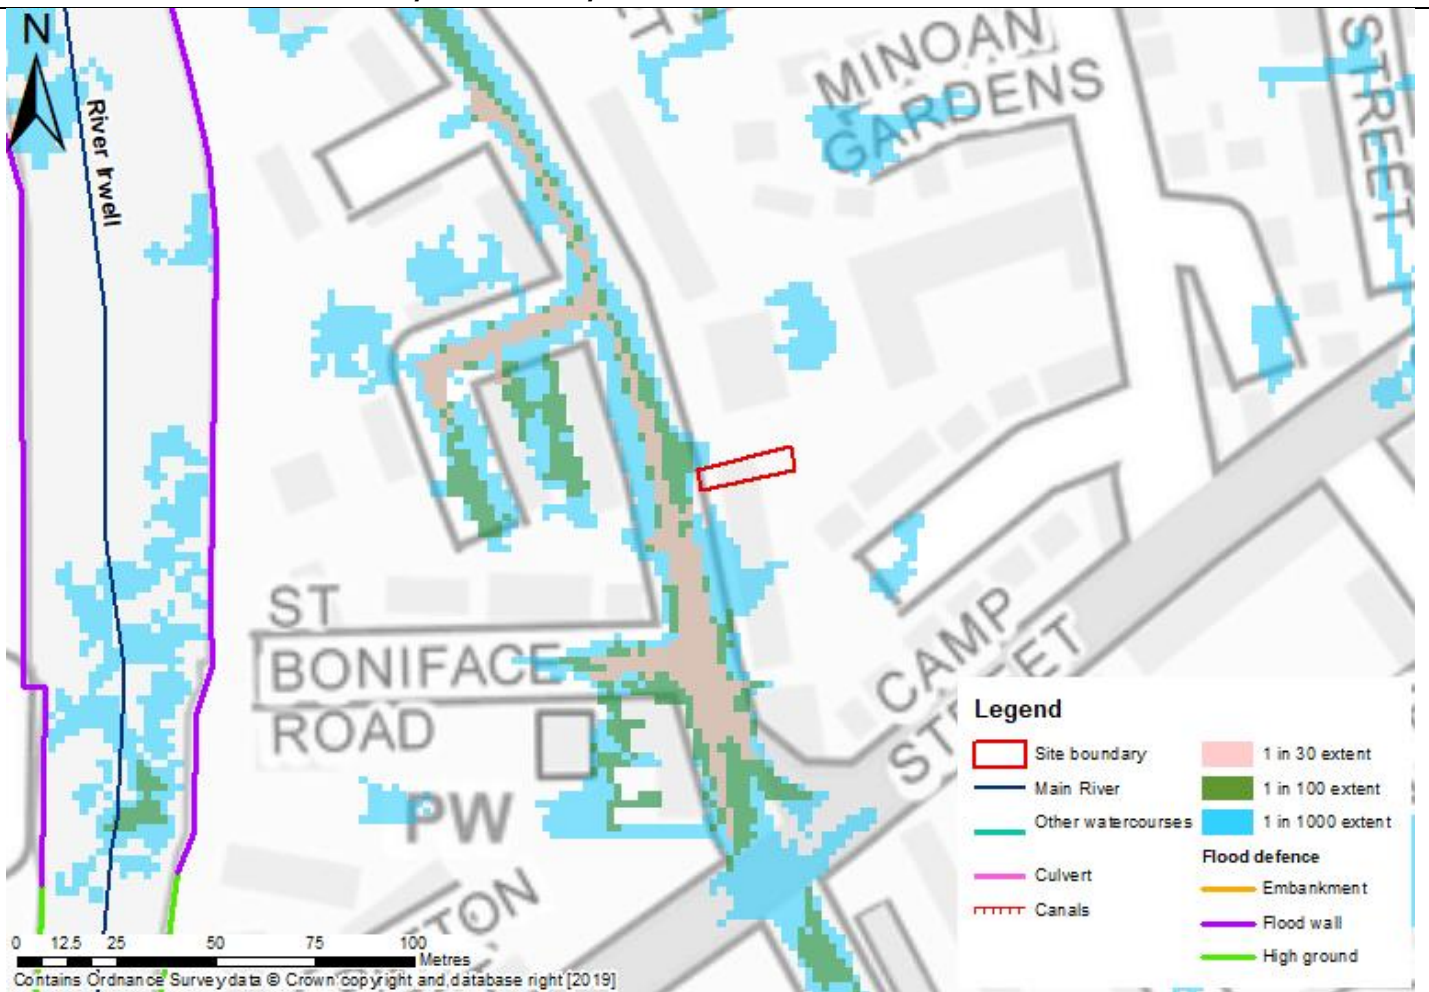 N
River Irwell
MINOAN
GARDENS
STREET
ST
BONIFACE
ROAD
PW
CAMP
STREET
TON
Legend
Site boundary
Main River
Other watercourses
Culvert
Canals
1 in 30 extent
1 in 100 extent
1 in 1000 extent
Flood defence
Embankment
Flood wall
High ground
0 12.5 25 50 75 100
Metres
Contains Ordnance Survey data © Crown copyright and database right [2019]